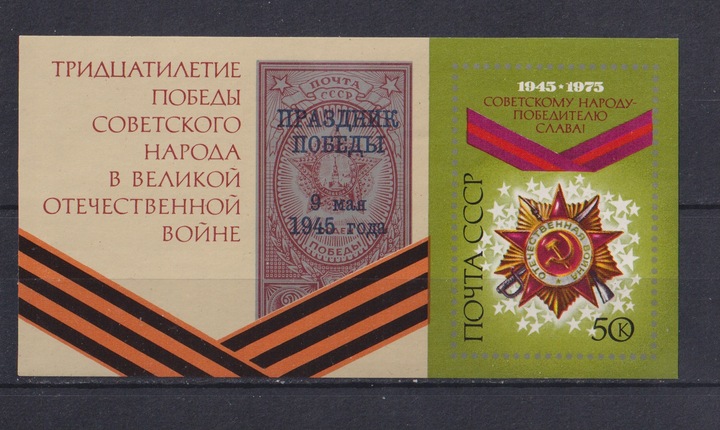 ТРИДЦАТИЛЕТИЕ
ПОБЕДЫ
СОВЕТСКОГО
НАРОДА
В ВЕЛИКОЙ
ОТЕЧЕСТВЕННОЙ
ВОЙНЕ
ПОЧТА
СССР
ПРАЗДНИК
ПОБЕДЫ
9 мая
1945 года
ПОБЕДЫ
1945·1975
СОВЕТСКОМУ НАРОДУ-
ПОБЕДИТЕЛЮ
СЛАВА!
ПОЧТА СССР
ОТЕЧЕСТВЕННАЯ ВОЙНА
50К